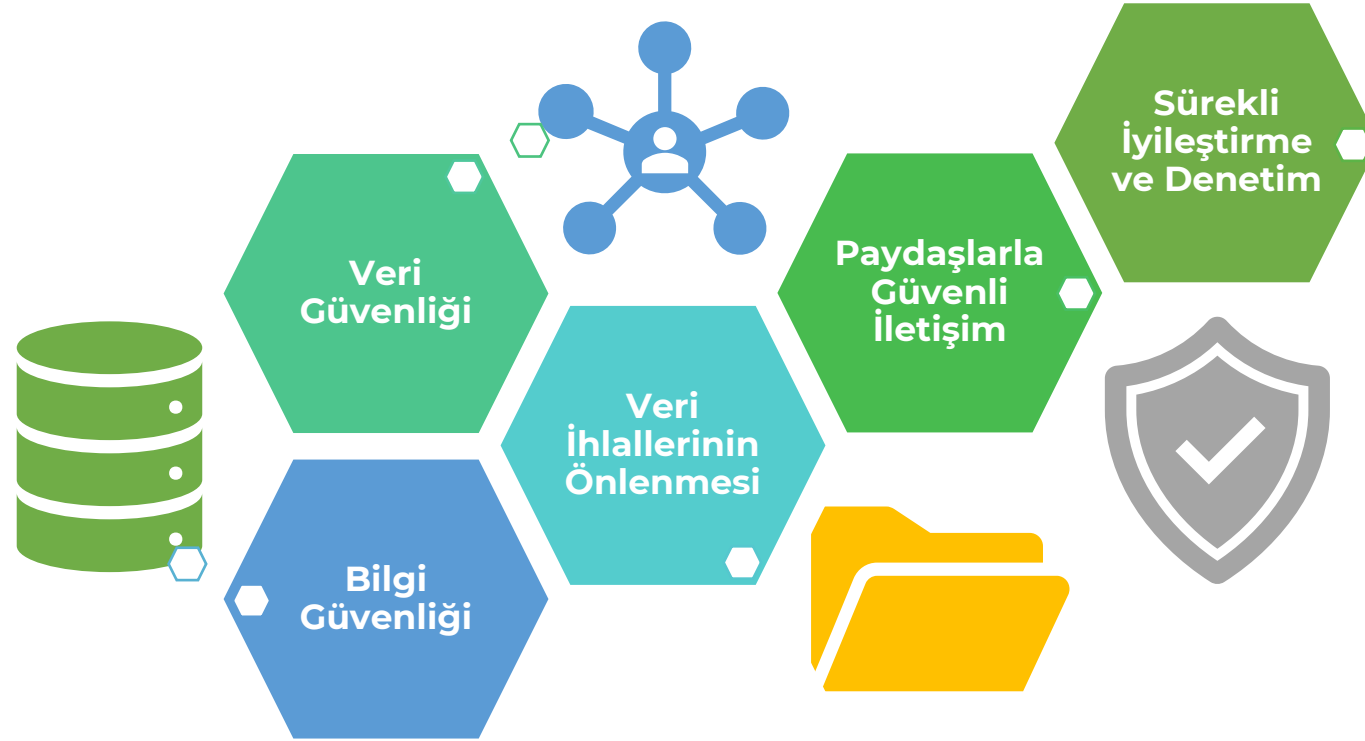 Veri
Güvenliği
Bilgi
Güvenliği
Veri
İhlallerinin
Önlenmesi
Paydaşlarla
Güvenli
İletişim
Sürekli
İyileştirme
ve Denetim